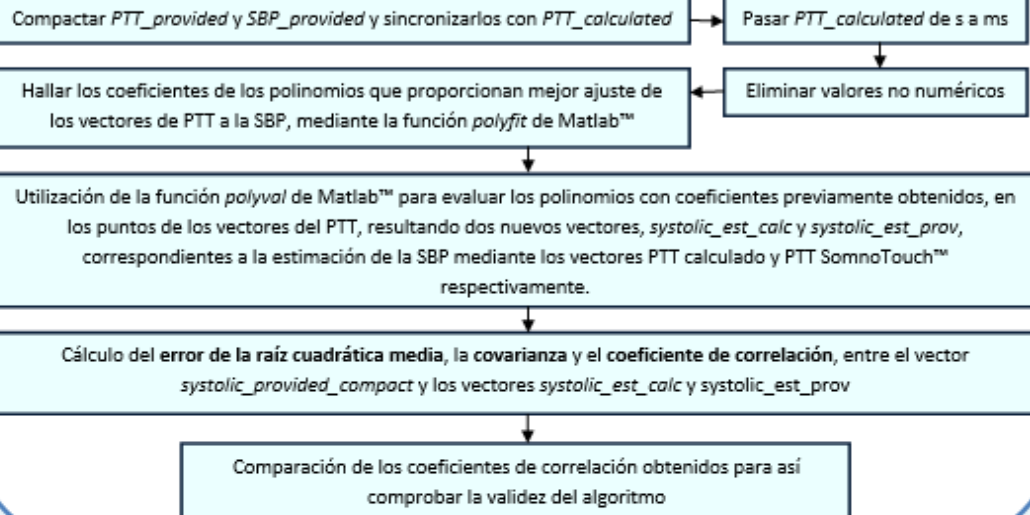 Compactar PTT_provided y SBP_provided y sincronizarlos con PTT_calculated
Pasar PTT_calculated de s a ms
Eliminar valores no numéricos
Hallar los coeficientes de los polinomios que proporcionan mejor ajuste de
los vectores de PTT a la SBP, mediante la función polyfit de Matlab™
Utilización de la función polyval de Matlab™ para evaluar los polinomios con coeficientes previamente obtenidos, en
los puntos de los vectores del PTT, resultando dos nuevos vectores, systolic_est_calc y systolic_est_prov,
correspondientes a la estimación de la SBP mediante los vectores PTT calculado y PTT SomnoTouch™
respectivamente.
Cálculo del error de la raíz cuadrática media, la covarianza y el coeficiente de correlación, entre el vector
systolic_provided_compact y los vectores systolic_est_calc y systolic_est_prov
Comparación de los coeficientes de correlación obtenidos para así
comprobar la validez del algoritmo